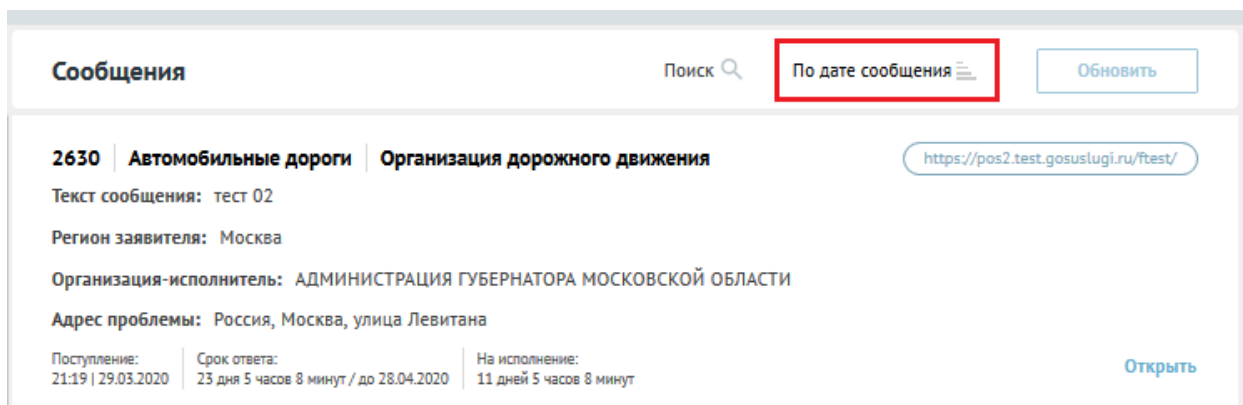 Сообщения Поиск По дате сообщения Обновить
2630 Автомобильные дороги Организация дорожного движения https://pos2.test.gosuslugi.ru/ftest/
Текст сообщения: тест 02
Регион заявителя: Москва
Организация-исполнитель: АДМИНИСТРАЦИЯ ГУБЕРНАТОРА МОСКОВСКОЙ ОБЛАСТИ
Адрес проблемы: Россия, Москва, улица Левитана
Поступление: Срок ответа: На исполнение:
21:19 | 29.03.2020 23 дня 5 часов 8 минут / до 28.04.2020 11 дней 5 часов 8 минут
Открыть